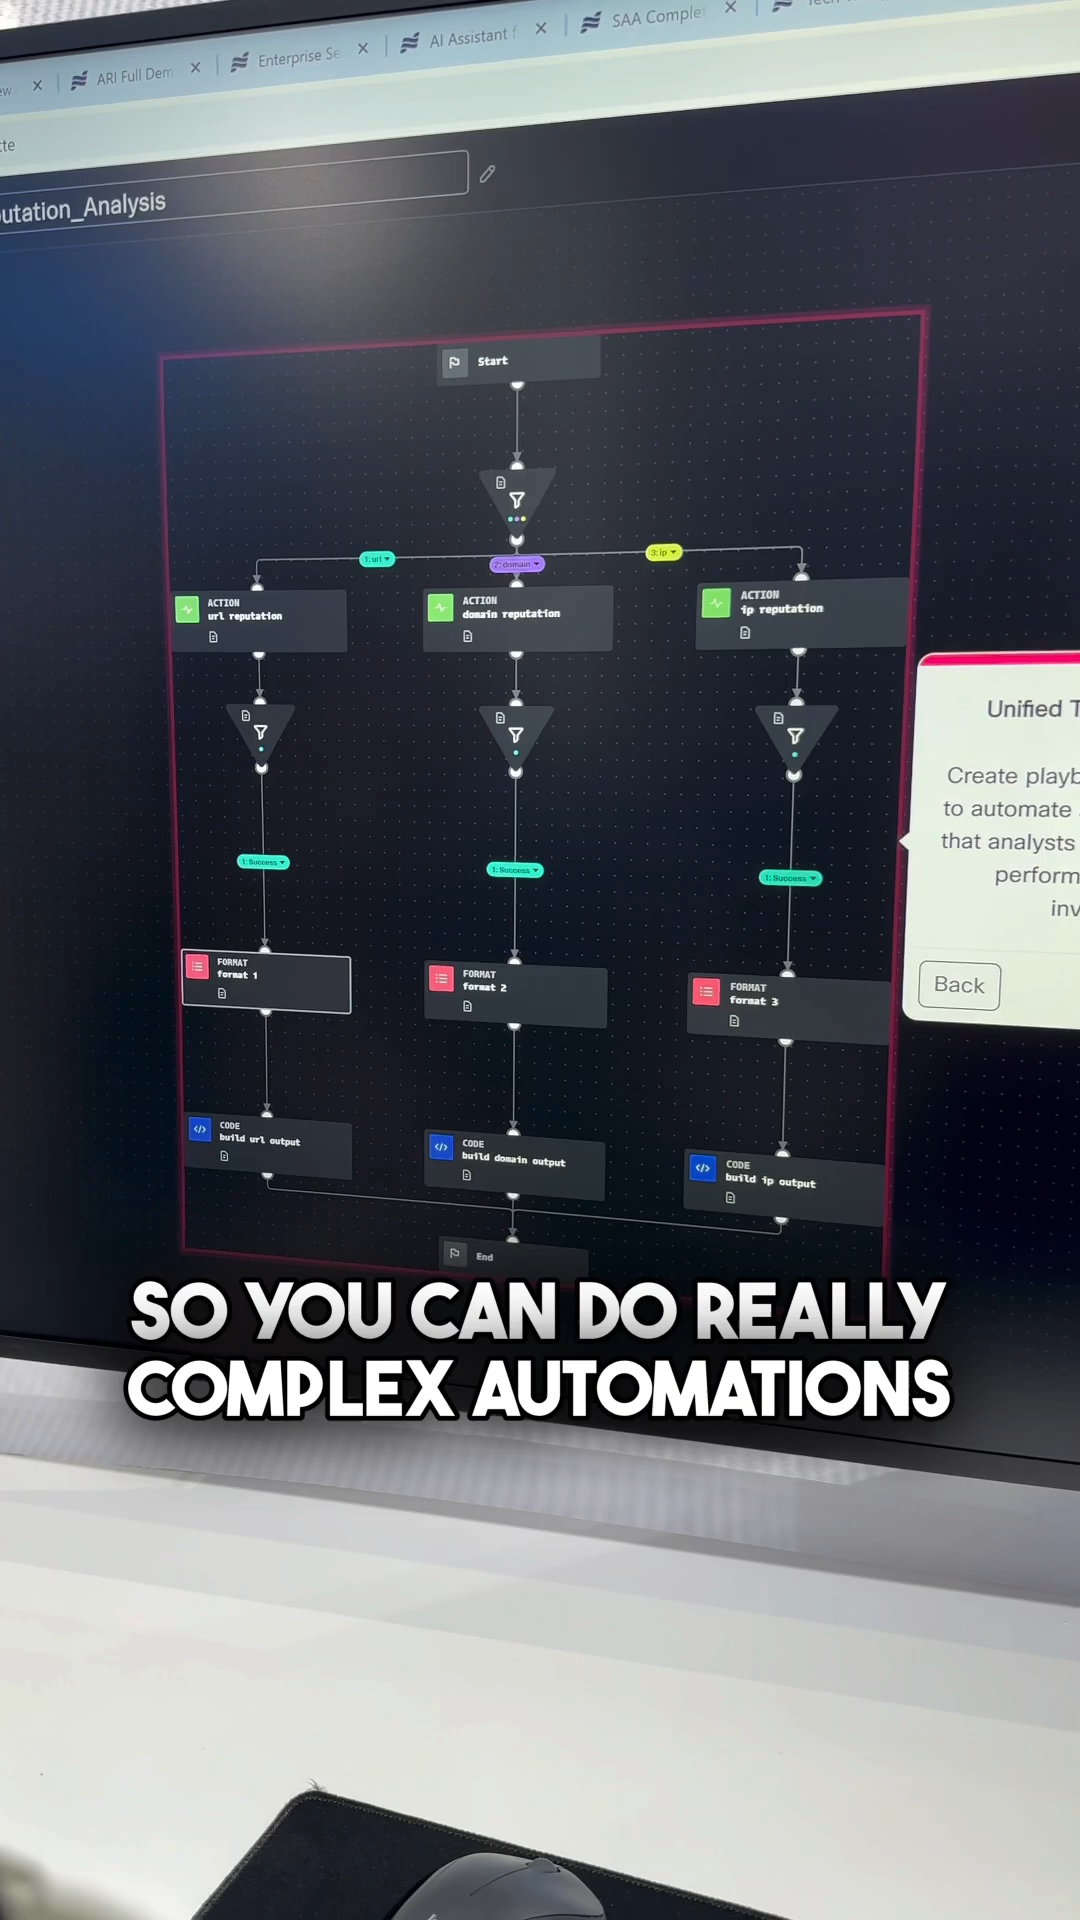 ARI Full Dem
Enterprise Se
AI Assistant f
SAA Comple
utation_Analysis
Start
1: url
2: domain
3: ip
ACTION
url reputation
ACTION
domain reputation
ACTION
ip reputation
1: Success
1: Success
1: Success
FORMAT
format 1
FORMAT
format 2
FORMAT
format 3
CODE
build url output
CODE
build domain output
CODE
build ip output
End
Unified T
Create playb
to automate
that analysts
perform
inv
Back
SO YOU CAN DO REALLY
COMPLEX AUTOMATIONS